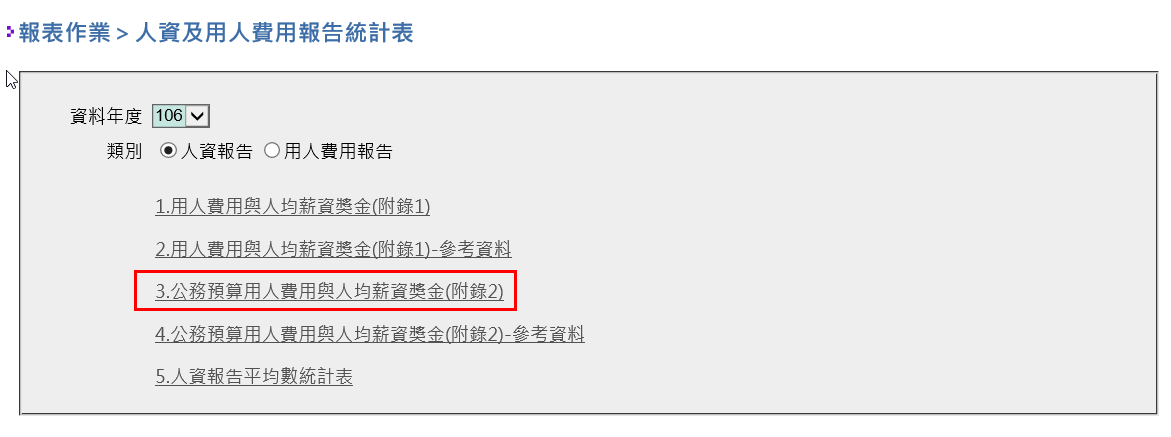 報表作業 > 人資及用人費用報告統計表
資料年度 106
類別 人資報告 用人費用報告
1.用人費用與人均薪資獎金(附錄1)
2.用人費用與人均薪資獎金(附錄1)-參考資料
3.公務預算用人費用與人均薪資獎金(附錄2)
4.公務預算用人費用與人均薪資獎金(附錄2)-參考資料
5.人資報告平均數統計表